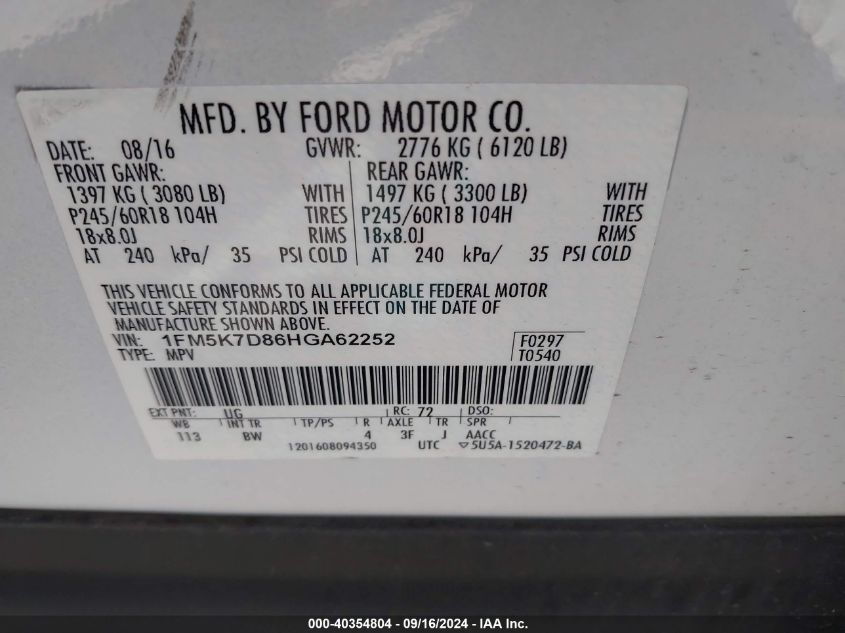 MFD. BY FORD MOTOR CO.
DATE: 08/16 GVWR: 2776 KG ( 6120 LB)
FRONT GAWR: REAR GAWR:
1397 KG ( 3080 LB) WITH 1497 KG ( 3300 LB) WITH
P245/60R18 104H TIRES P245/60R18 104H TIRES
18x8.0J RIMS 18x8.0J RIMS
AT 240 kPa/ 35 PSI COLD AT 240 kPa/ 35 PSI COLD
THIS VEHICLE CONFORMS TO ALL APPLICABLE FEDERAL MOTOR
VEHICLE SAFETY STANDARDS IN EFFECT ON THE DATE OF
MANUFACTURE SHOWN ABOVE.
VIN: 1FM5K7D86HGA62252 F0297
TYPE: MPV T0540
EXT PNT: UG RC: 72 DSO:
WB INT TR TP/PS R AXLE TR SPR
113 BW 4 3F J AACC
1201608094350 UTC ▽5U5A-1520472-BA
000-40354804 - 09/16/2024 - IAA Inc.